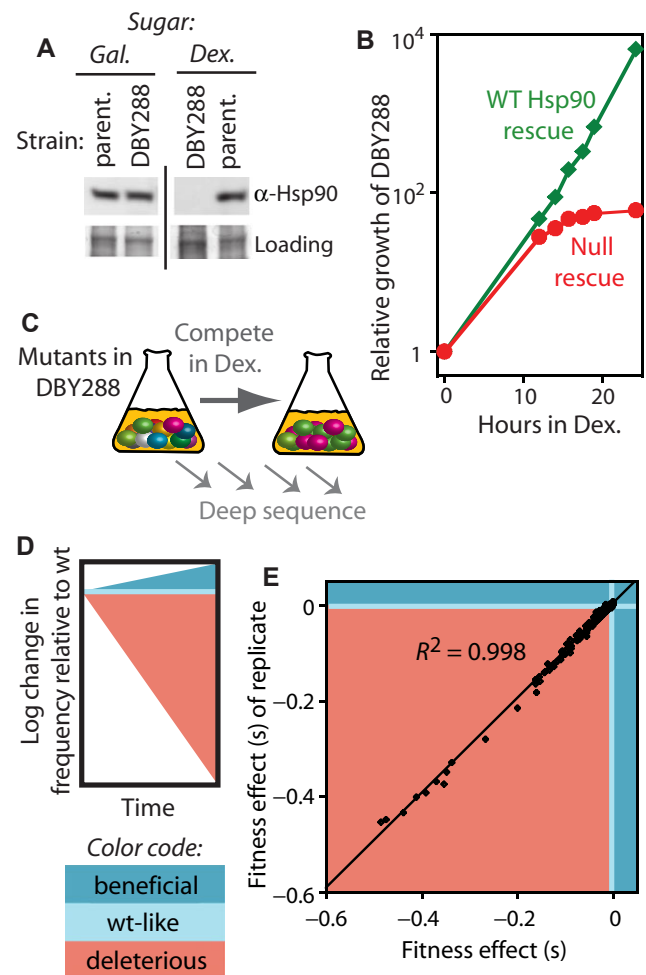 A
Sugar:
Gal.
Dex.
Strain:
parent.
DBY288
DBY288
parent.
α-Hsp90
Loading
B
Relative growth of DBY288
10⁴
10²
1
WT Hsp90
rescue
Null
rescue
0
10
20
Hours in Dex.
C
Mutants in
DBY288
Compete
in Dex.
Deep sequence
D
Log change in
frequency relative to wt
Time
Color code:
beneficial
wt-like
deleterious
E
Fitness effect (s) of replicate
0
−0.2
−0.4
−0.6
R² = 0.998
−0.6
−0.4
−0.2
0
Fitness effect (s)